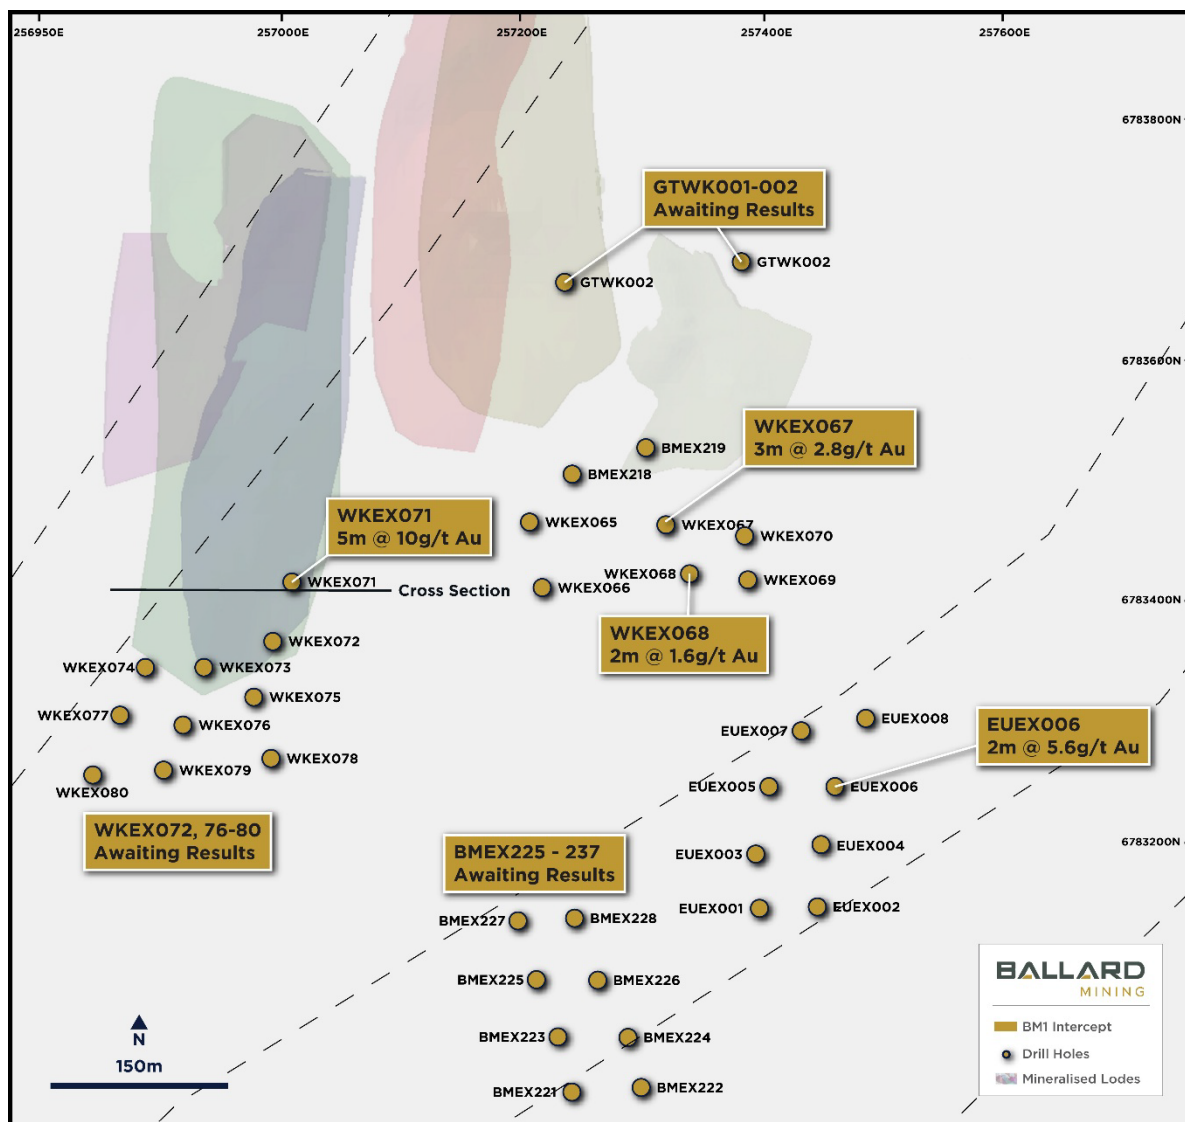 256950E
257000E
257200E
257400E
257600E
6783800N
GTWK001-002
Awaiting Results
GTWK002
GTWK002
6783600N
WKEX067
3m @ 2.8g/t Au
BMEX219
BMEX218
WKEX071
5m @ 10g/t Au
WKEX065
WKEX067
WKEX070
WKEX068
WKEX069
WKEX071
Cross Section
WKEX066
6783400N
WKEX068
2m @ 1.6g/t Au
WKEX072
WKEX074
WKEX073
WKEX075
WKEX077
WKEX076
EUEX008
EUEX007
EUEX006
2m @ 5.6g/t Au
WKEX078
WKEX079
WKEX080
EUEX005
EUEX006
WKEX072, 76-80
Awaiting Results
BMEX225 - 237
Awaiting Results
EUEX003
EUEX004
6783200N
EUEX001
EUEX002
BMEX227
BMEX228
BMEX225
BMEX226
BALLARD
MINING
BM1 Intercept
Drill Holes
Mineralised Lodes
N
150m
BMEX223
BMEX224
BMEX221
BMEX222